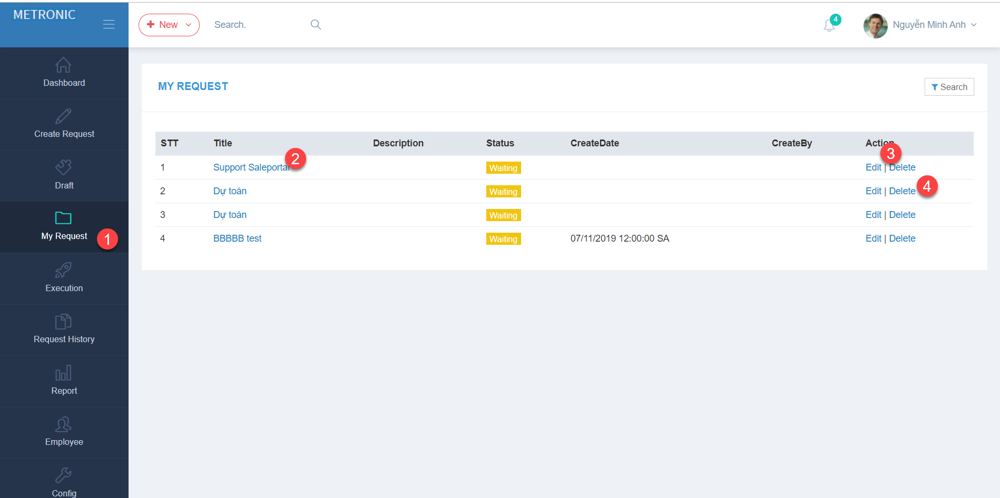 METRONIC
New
Search.
4
Nguyễn Minh Anh
Dashboard
Create Request
Draft
My Request
1
Execution
Request History
Report
Employee
Config
MY REQUEST
Search
STT Title Description Status CreateDate CreateBy Action
2
3
1 Support Saleportal Waiting Edit | Delete
4
2 Dự toán Waiting Edit | Delete
3 Dự toán Waiting Edit | Delete
4 BBBBB test Waiting 07/11/2019 12:00:00 SA Edit | Delete